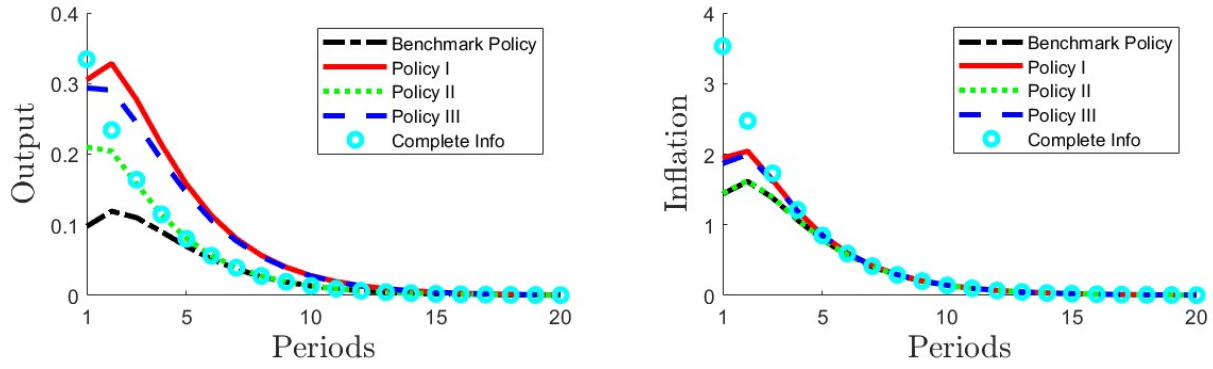 0.4
0.3
0.2
0.1
0
Output
1
5
10
15
20
Periods
Benchmark Policy
Policy I
Policy II
Policy III
Complete Info
4
3
2
1
0
Inflation
1
5
10
15
20
Periods
Benchmark Policy
Policy I
Policy II
Policy III
Complete Info